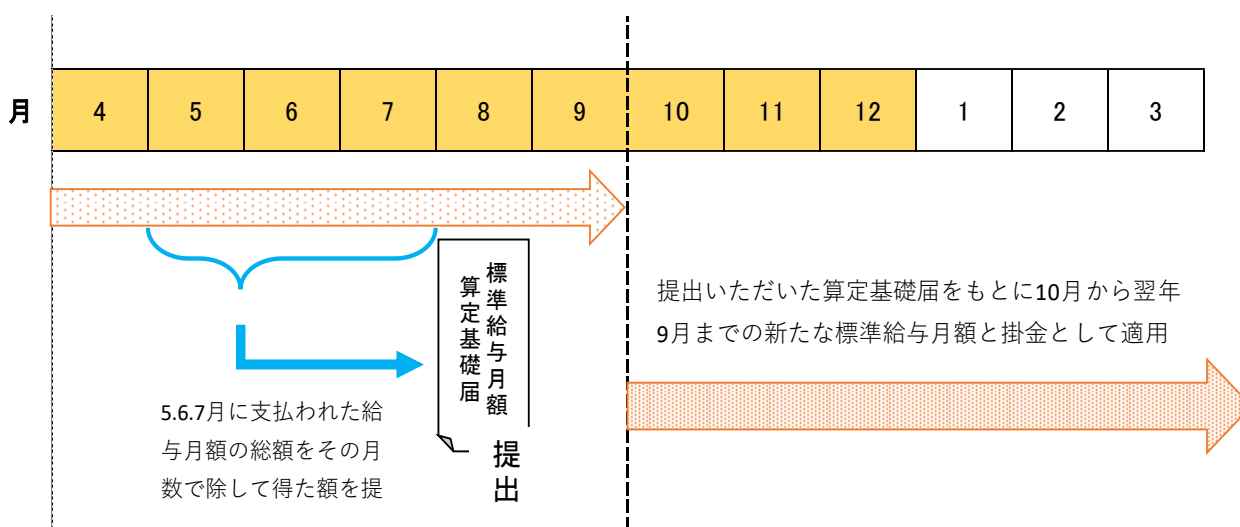 月 4 5 6 7 8 9 10 11 12 1 2 3
標準給与月額
算定基礎届
提出
5.6.7月に支払われた給
与月額の総額をその月
数で除して得た額を提
提出いただいた算定基礎届をもとに10月から翌年
9月までの新たな標準給与月額と掛金として適用